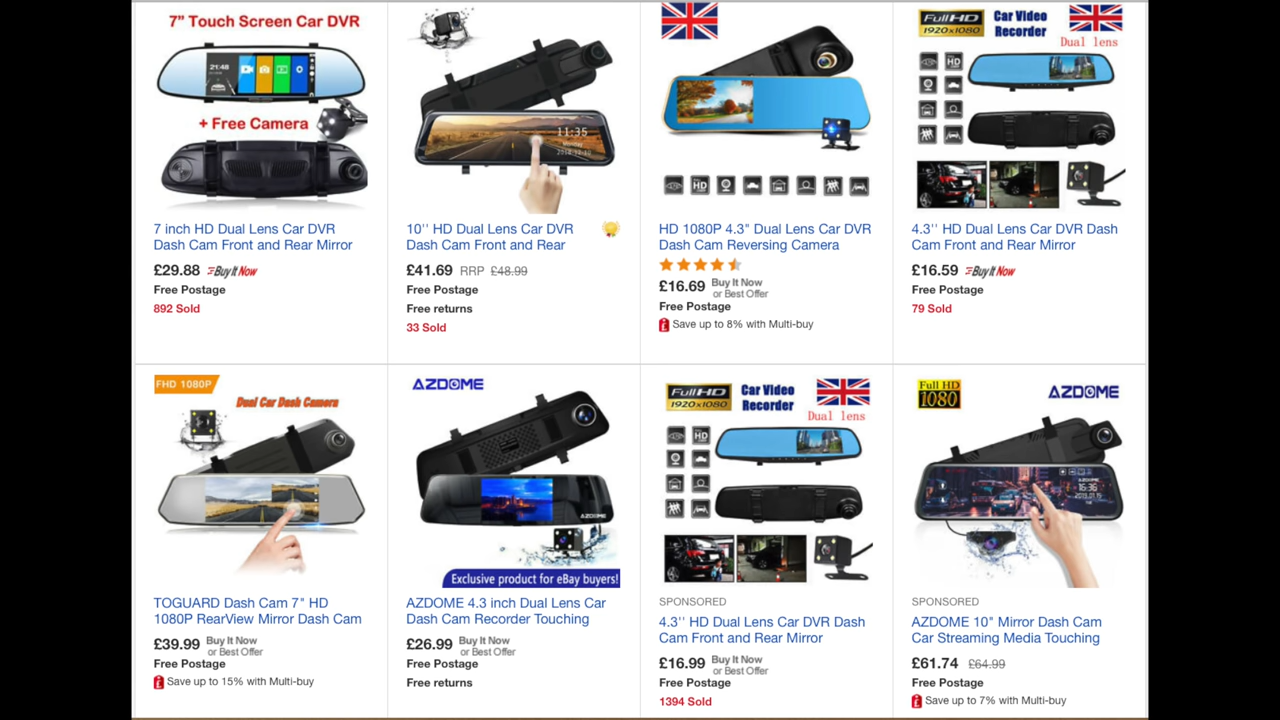 7” Touch Screen Car DVR
21:48
+ Free Camera
7 inch HD Dual Lens Car DVR
Dash Cam Front and Rear Mirror
£29.88 Buy It Now
Free Postage
892 Sold
11:35
Monday
10'' HD Dual Lens Car DVR
Dash Cam Front and Rear
£41.69 RRP £48.99
Free Postage
Free returns
33 Sold
HD
HD 1080P 4.3" Dual Lens Car DVR
Dash Cam Reversing Camera
£16.69 Buy It Now
or Best Offer
Free Postage
£ Save up to 8% with Multi-buy
Full HD
1920x1080
Car Video
Recorder
Dual lens
HD
4.3'' HD Dual Lens Car DVR Dash
Cam Front and Rear Mirror
£16.59 Buy It Now
Free Postage
79 Sold
FHD 1080P
Dual Car Dash Camera
TOGUARD Dash Cam 7" HD
1080P RearView Mirror Dash Cam
£39.99 Buy It Now
or Best Offer
Free Postage
£ Save up to 15% with Multi-buy
AZDOME
AZDOME
Exclusive product for eBay buyers!
AZDOME 4.3 inch Dual Lens Car
Dash Cam Recorder Touching
£26.99 Buy It Now
or Best Offer
Free Postage
Free returns
Full HD
1920x1080
Car Video
Recorder
Dual lens
HD
SPONSORED
4.3'' HD Dual Lens Car DVR Dash
Cam Front and Rear Mirror
£16.99 Buy It Now
or Best Offer
Free Postage
1394 Sold
Full HD
1080
AZDOME
AZDOME
16:36
SPONSORED
AZDOME 10" Mirror Dash Cam
Car Streaming Media Touching
£61.74 £64.99
Free Postage
£ Save up to 7% with Multi-buy